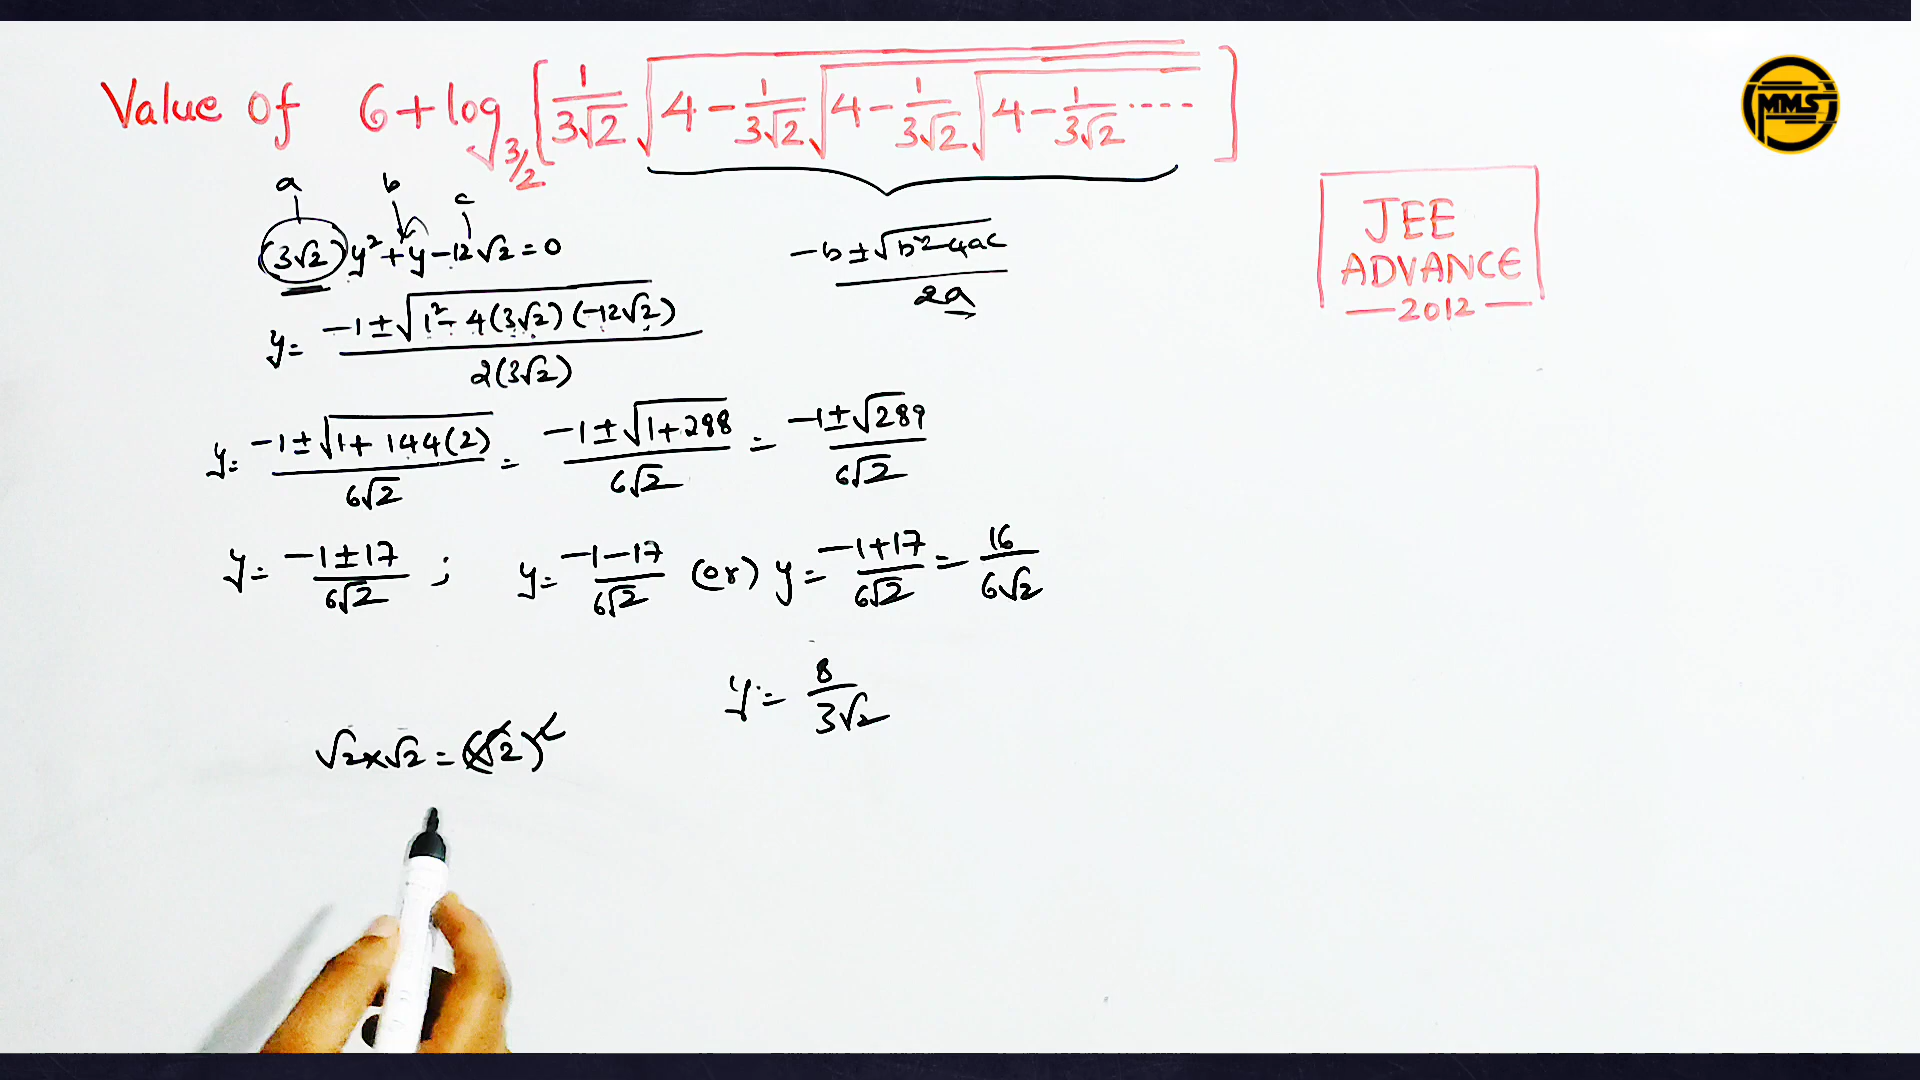 Value of 6+log_{3/2}[1/(3√2) √(4-1/(3√2) √(4-1/(3√2) √(4-1/(3√2) ....)))]
MMS
a b c
(3√2)y²+y-12√2=0
(-b±√(b²-4ac))/(2a)
JEE
ADVANCE
-2012-
y=(-1±√(1²-4(3√2)(-12√2)))/(2(3√2))
y=(-1±√(1+144(2)))/(6√2)=(-1±√(1+288))/(6√2)=(-1±√289)/(6√2)
y=(-1±17)/(6√2); y=(-1-17)/(6√2) (or) y=(-1+17)/(6√2)=16/(6√2)
y=8/(3√2)
√2×√2=(√2)²